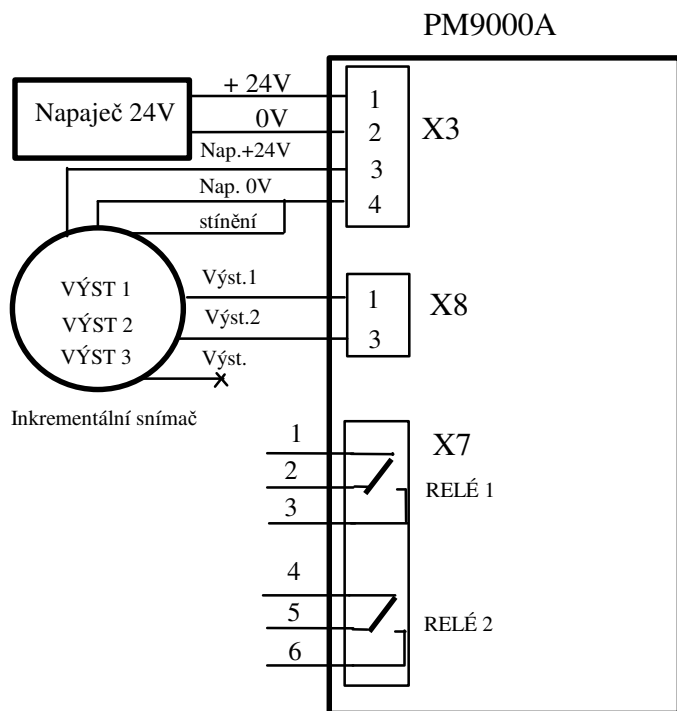 PM9000A
+ 24V
Napaječ 24V
0V
Nap.+24V
Nap. 0V
stínění
1
2
3
4
X3
VÝST 1
VÝST 2
VÝST 3
Výst.1
Výst.2
Výst.
1
3
X8
Inkrementální snímač
1
2
3
X7
RELÉ 1
4
5
6
RELÉ 2